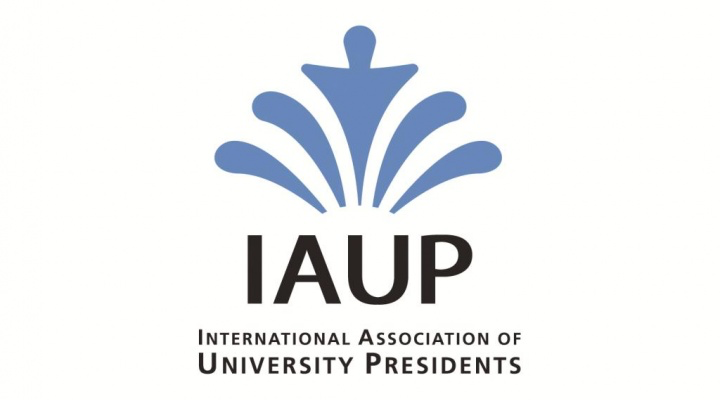 IAUP
International Association of
University Presidents